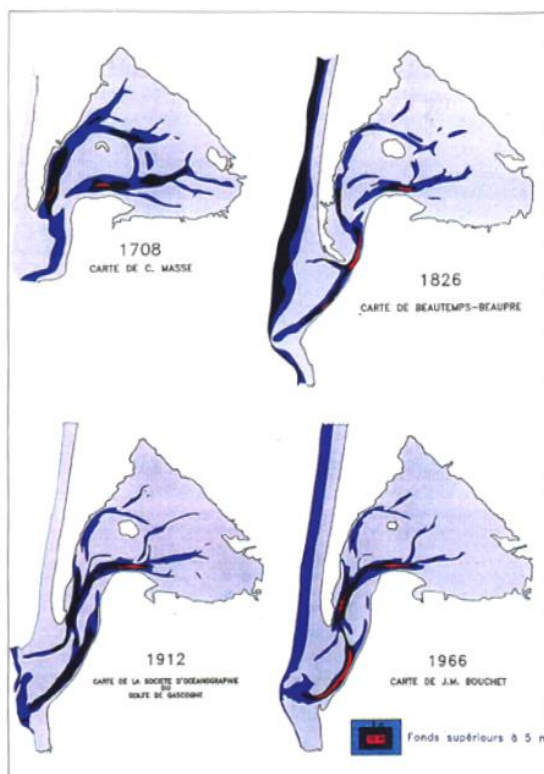 1708
CARTE DE C. MASSE
1826
CARTE DE BEAUTEMPS-BEAUPRE
1912
CARTE DE LA SOCIETE D'OCEANOGRAPHIE
DU
GOLFE DE GASCOGNE
1966
CARTE DE J.M. BOUCHET
Fonds supérieurs à 5 m